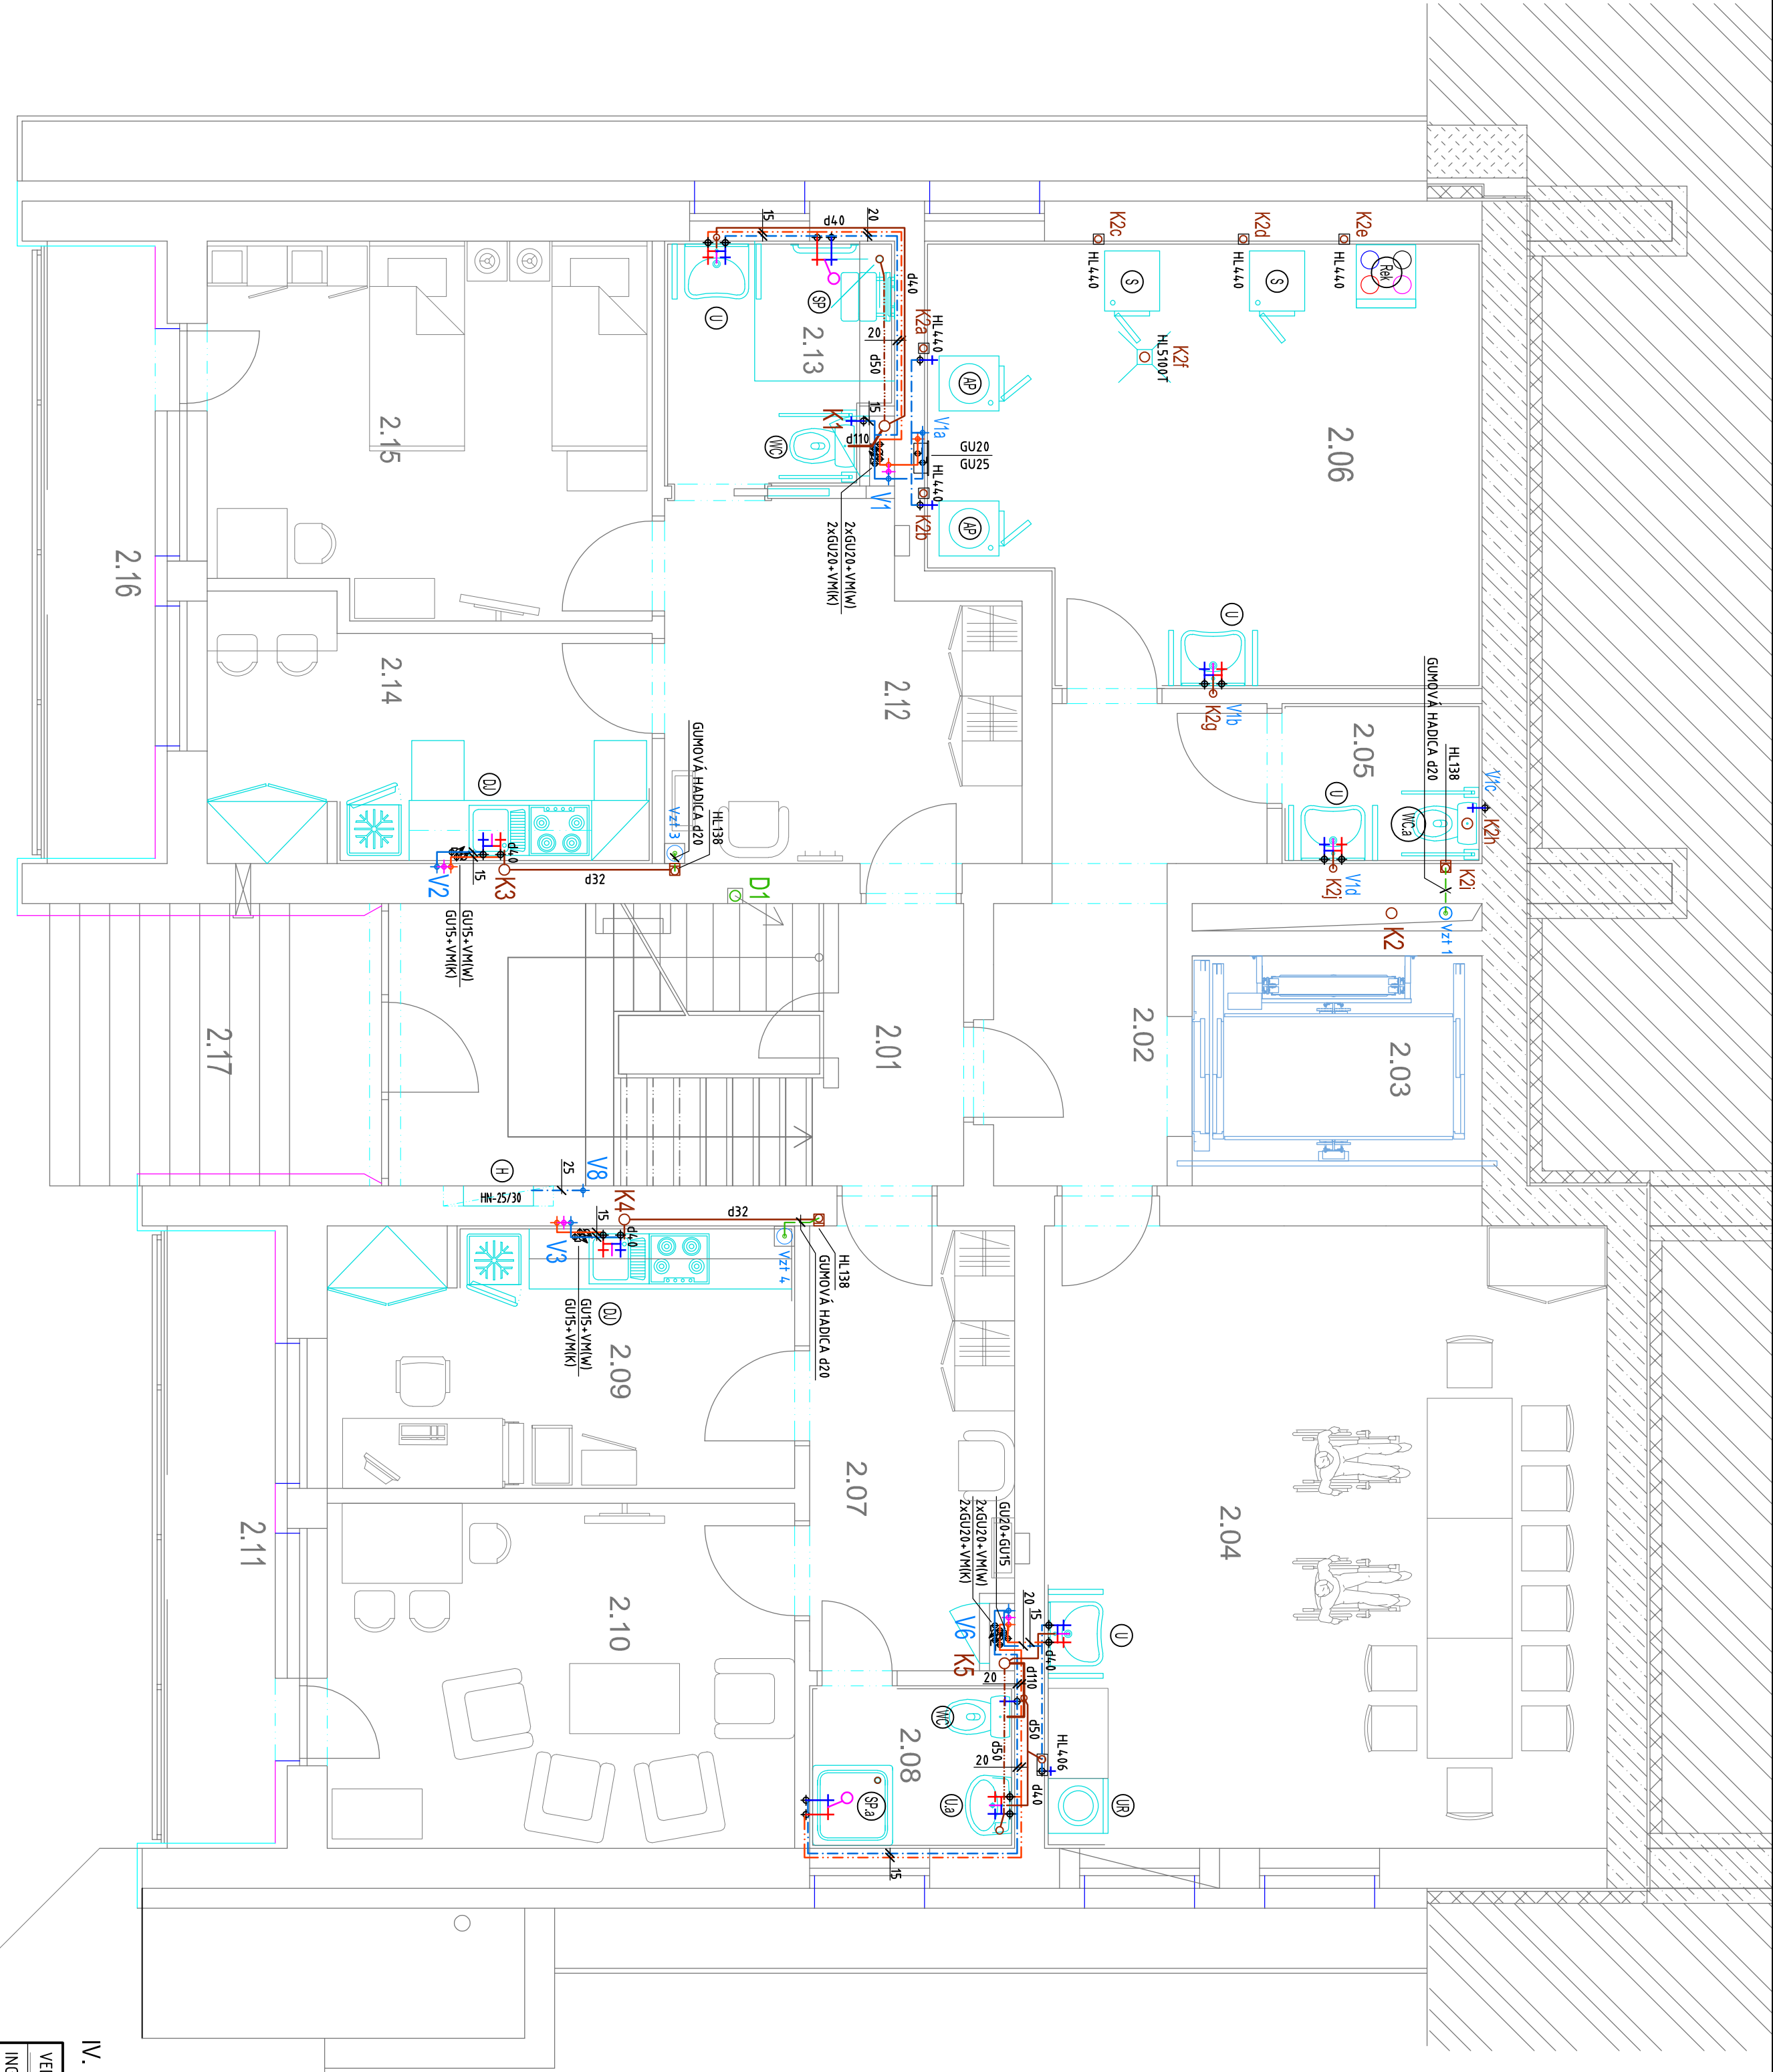 K2c
HL440
K2d
HL440
K2e
HL440
S
S
Rek
K2f
HL5100T
2.06
15
d40
20
d40
SP
U
2.13
20
d50
K2a
HL440
AP
V1a
GU20
GU25
15
K1
d110
WC
V1
HL440
K2b
AP
2xGU20+VM(W)
2xGU20+VM(K)
2.15
2.16
2.14
2.12
U
V1b
K2g
2.05
GUMOVÁ HADICA d20
HL138
V1c
K2h
WC.a
U
V1d
K2j
K2i
K2
Vzt 1
GUMOVÁ HADICA d20
HL138
Vzt 3
DJ
d40
15
V2
K3
d32
D1
GU15+VM(W)
GU15+VM(K)
2.17
2.01
2.02
2.03
H
HN-25/30
25
V8
K4
d32
15
d40
V3
Vzt 4
HL138
GUMOVÁ HADICA d20
DJ
GU15+VM(W)
GU15+VM(K)
2.09
2.07
2.04
2.11
2.10
GU20+GU15
2xGU20+VM(W)
2xGU20+VM(K)
20
15
V6
K5
U
d40
d110
20
WC
d50
d50
20
HL406
d40
2.08
SP.a
U.a
UR
15
IV.